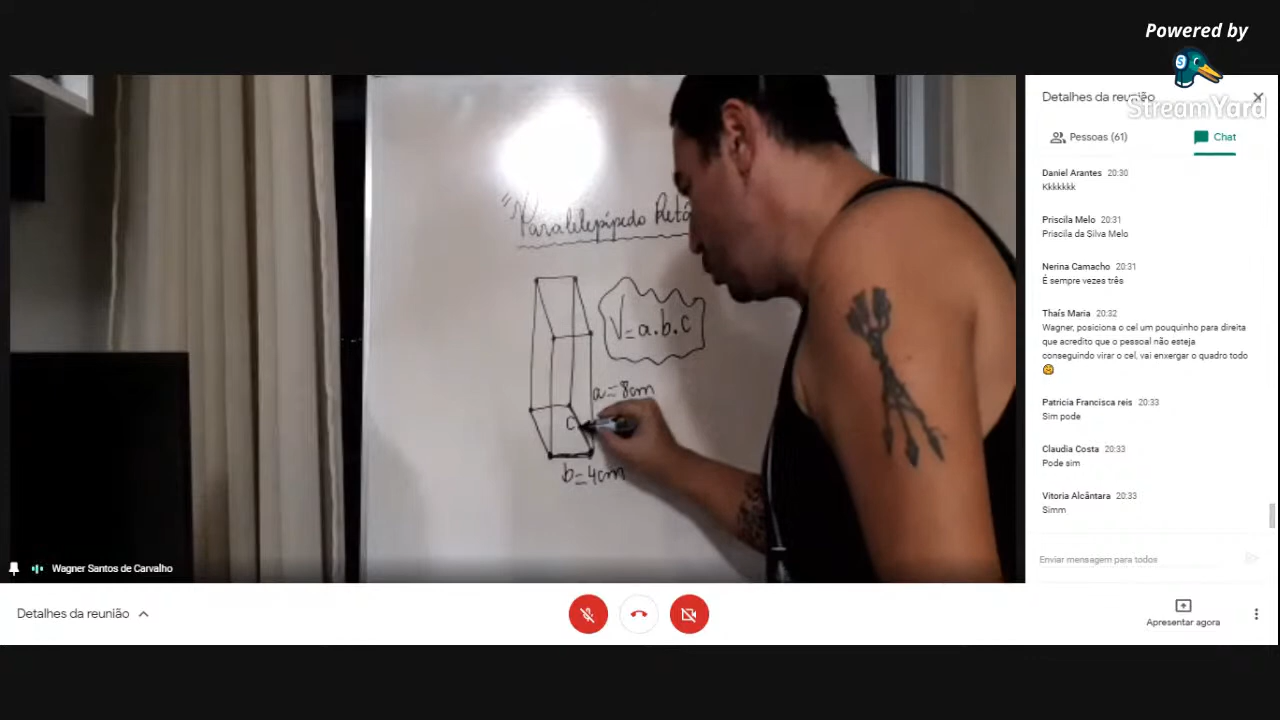 Powered by
StreamYard
Detalhes da reunião
Pessoas (61)
Chat
Daniel Arantes 20:30
Kkkkkkk
Priscila Melo 20:31
Priscila da Silva Melo
Nerina Camacho 20:31
É sempre vezes três
Thaís Maria 20:32
Wagner, posiciona o cel um pouquinho para direita
que acredito que o pessoal não esteja
conseguindo virar o cel, vai enxergar o quadro todo
Patricia Francisca reis 20:33
Sim pode
Claudia Costa 20:33
Pode sim
Vitoria Alcântara 20:33
Simm
Enviar mensagem para todos
"Paralelepípedo Retâ
V=a.b.c
a=8cm
C
b=4cm
Wagner Santos de Carvalho
Detalhes da reunião
Apresentar agora